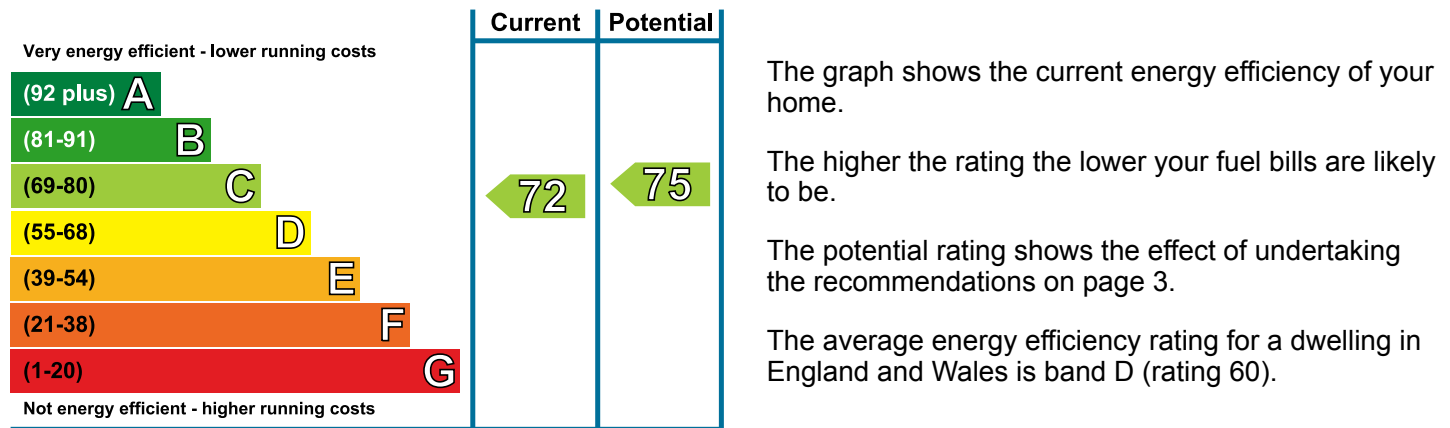 Current Potential
Very energy efficient - lower running costs
(92 plus) A
(81-91) B
(69-80) C
(55-68) D
(39-54) E
(21-38) F
(1-20) G
Not energy efficient - higher running costs
72
75
The graph shows the current energy efficiency of your
home.
The higher the rating the lower your fuel bills are likely
to be.
The potential rating shows the effect of undertaking
the recommendations on page 3.
The average energy efficiency rating for a dwelling in
England and Wales is band D (rating 60).